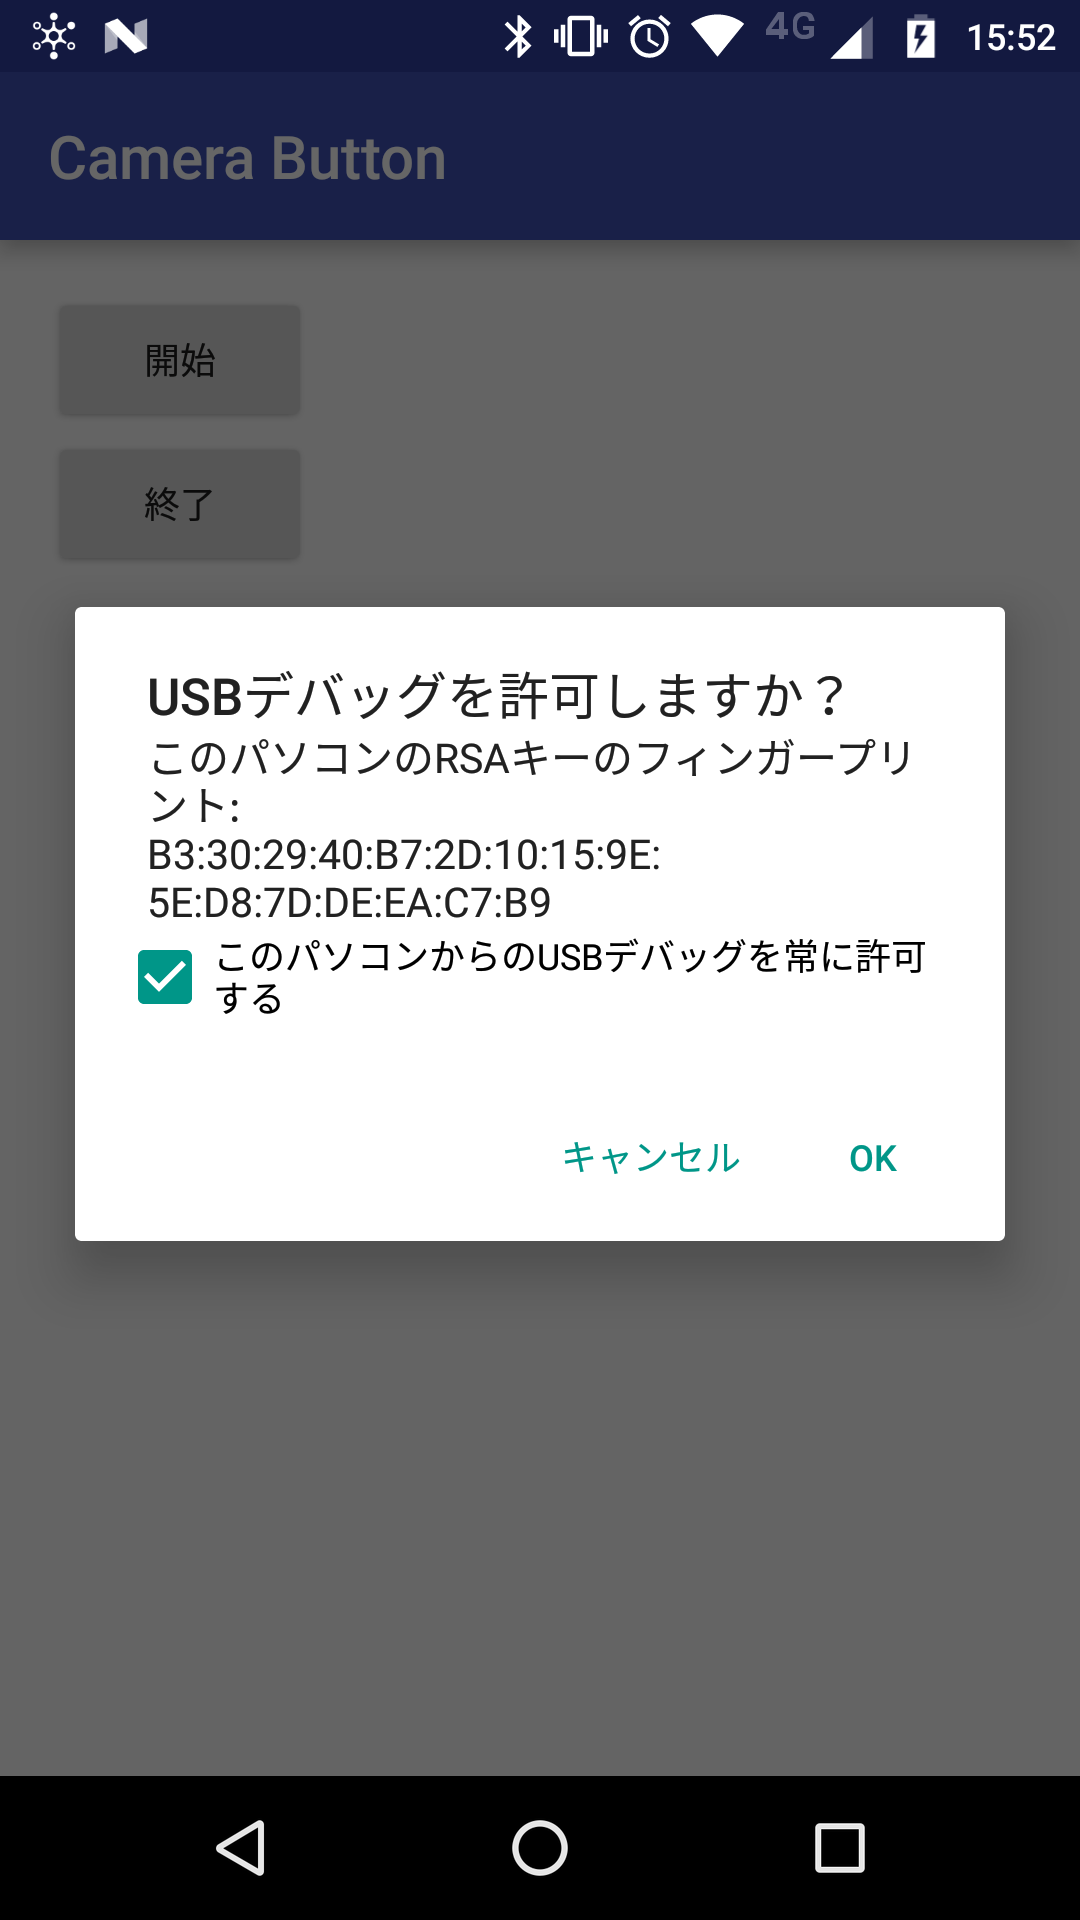 4G 15:52
Camera Button
開始
終了
USBデバッグを許可しますか？
このパソコンのRSAキーのフィンガープリ
ント:
B3:30:29:40:B7:2D:10:15:9E:
5E:D8:7D:DE:EA:C7:B9
このパソコンからのUSBデバッグを常に許可
する
キャンセル OK